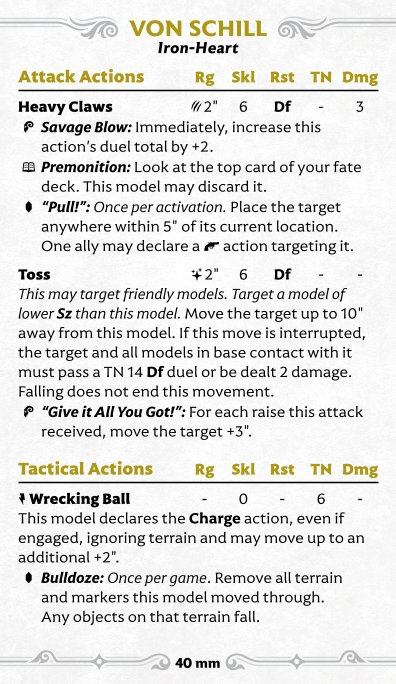 VON SCHILL
Iron-Heart
Attack Actions Rg Skl Rst TN Dmg
Heavy Claws 2" 6 Df - 3
Savage Blow: Immediately, increase this
action's duel total by +2.
Premonition: Look at the top card of your fate
deck. This model may discard it.
"Pull!": Once per activation. Place the target
anywhere within 5" of its current location.
One ally may declare a action targeting it.
Toss 2" 6 Df - -
This may target friendly models. Target a model of
lower Sz than this model. Move the target up to 10"
away from this model. If this move is interrupted,
the target and all models in base contact with it
must pass a TN 14 Df duel or be dealt 2 damage.
Falling does not end this movement.
"Give it All You Got!": For each raise this attack
received, move the target +3".
Tactical Actions Rg Skl Rst TN Dmg
Wrecking Ball - 0 - 6 -
This model declares the Charge action, even if
engaged, ignoring terrain and may move up to an
additional +2".
Bulldoze: Once per game. Remove all terrain
and markers this model moved through.
Any objects on that terrain fall.
40 mm